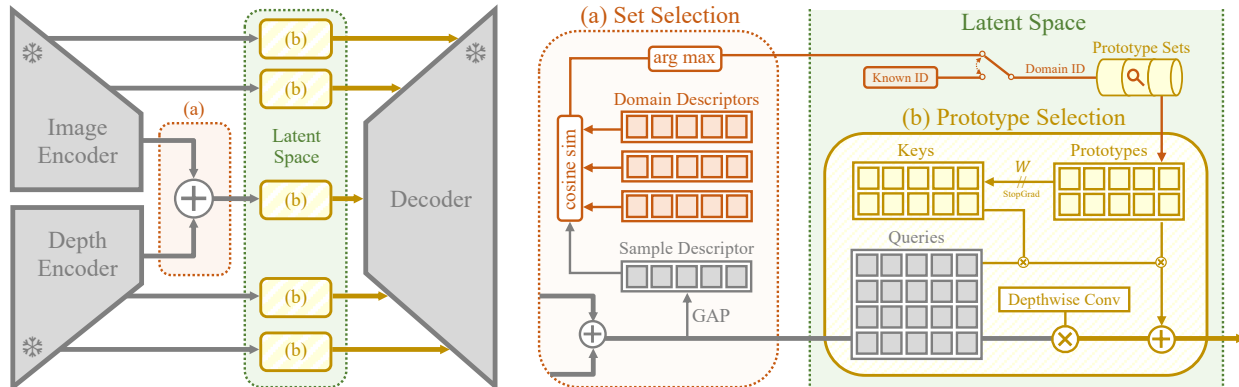 (a)
Image
Encoder
Depth
Encoder
(b)
(b)
Latent
Space
(b)
(b)
(b)
Decoder
(a) Set Selection
arg max
Domain Descriptors
cosine sim
Sample Descriptor
GAP
Latent Space
Known ID
Domain ID
Prototype Sets
(b) Prototype Selection
Keys
W
//
StopGrad
Prototypes
Queries
Depthwise Conv